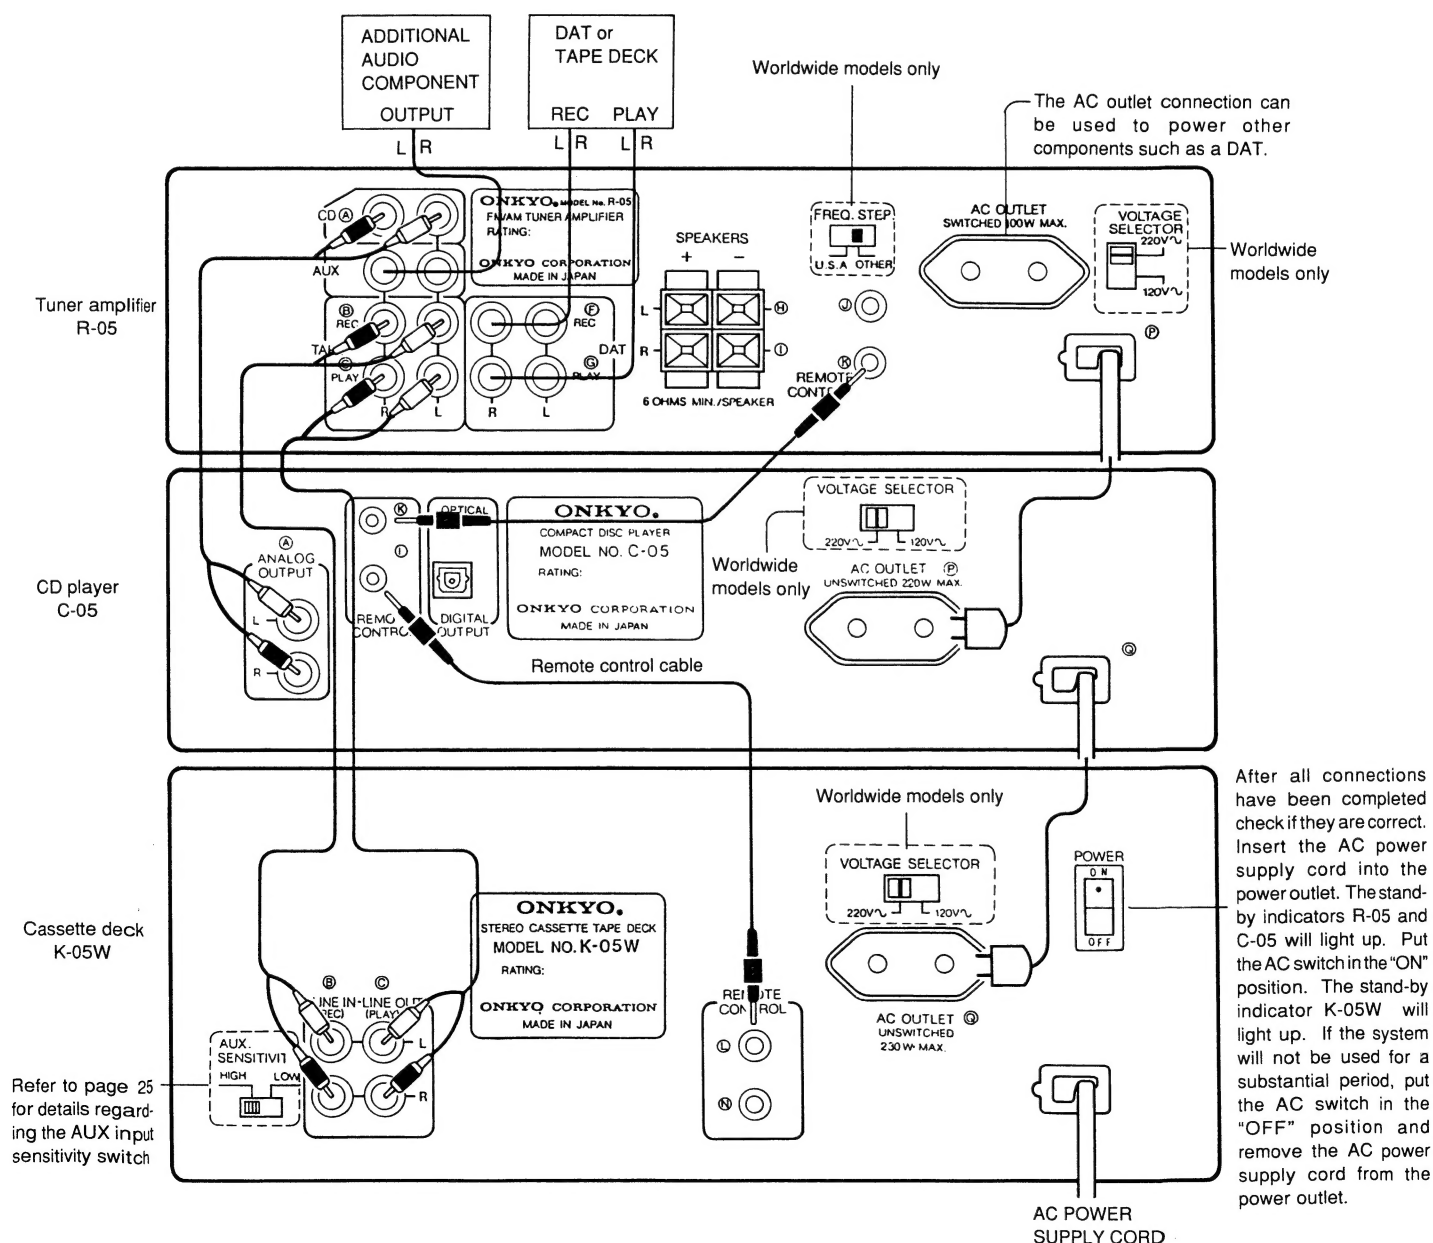 ADDITIONAL
AUDIO
COMPONENT
OUTPUT
L R
DAT or
TAPE DECK
REC PLAY
L R L R
Worldwide models only
The AC outlet connection can
be used to power other
components such as a DAT.
Tuner amplifier
R-05
CD Ⓐ
AUX
Ⓑ
REC
Ⓒ
PLAY
R L
ONKYO. MODEL No. R-05
FM/AM TUNER AMPLIFIER
RATING:
ONKYO CORPORATION
MADE IN JAPAN
Ⓕ
REC
DAT
Ⓖ
PLAY
R L
SPEAKERS
+ −
L Ⓗ
R Ⓘ
6 OHMS MIN./SPEAKER
FREQ. STEP
U.S.A OTHER
Ⓙ
Ⓚ
REMOTE
AC OUTLET
SWITCHED 100W MAX.
VOLTAGE
SELECTOR
220V∿
120V∿
Worldwide
models only
Ⓟ
CD player
C-05
Ⓐ
ANALOG
OUTPUT
L
R
Ⓚ
Ⓘ
OPTICAL
DIGITAL
OUTPUT
ONKYO.
COMPACT DISC PLAYER
MODEL NO. C-05
RATING:
ONKYO CORPORATION
MADE IN JAPAN
Remote control cable
VOLTAGE SELECTOR
220V∿ 120V∿
Worldwide
models only
AC OUTLET Ⓟ
UNSWITCHED 220W MAX.
Ⓠ
Cassette deck
K-05W
Ⓑ Ⓒ
LINE IN
(PLAY)
L
R
ONKYO.
STEREO CASSETTE TAPE DECK
MODEL NO. K-05W
RATING:
ONKYO CORPORATION
MADE IN JAPAN
AUX.
SENSITIVIT
HIGH LOW
Refer to page 25
for details regard-
ing the AUX input
sensitivity switch
Ⓛ
Ⓝ
Worldwide models only
VOLTAGE SELECTOR
220V∿ 120V∿
AC OUTLET Ⓠ
UNSWITCHED
230W MAX.
POWER
ON
OFF
After all connections
have been completed
check if they are correct.
Insert the AC power
supply cord into the
power outlet. The stand-
by indicators R-05 and
C-05 will light up. Put
the AC switch in the “ON”
position. The stand-by
indicator K-05W will
light up. If the system
will not be used for a
substantial period, put
the AC switch in the
“OFF” position and
remove the AC power
supply cord from the
power outlet.
AC POWER
SUPPLY CORD